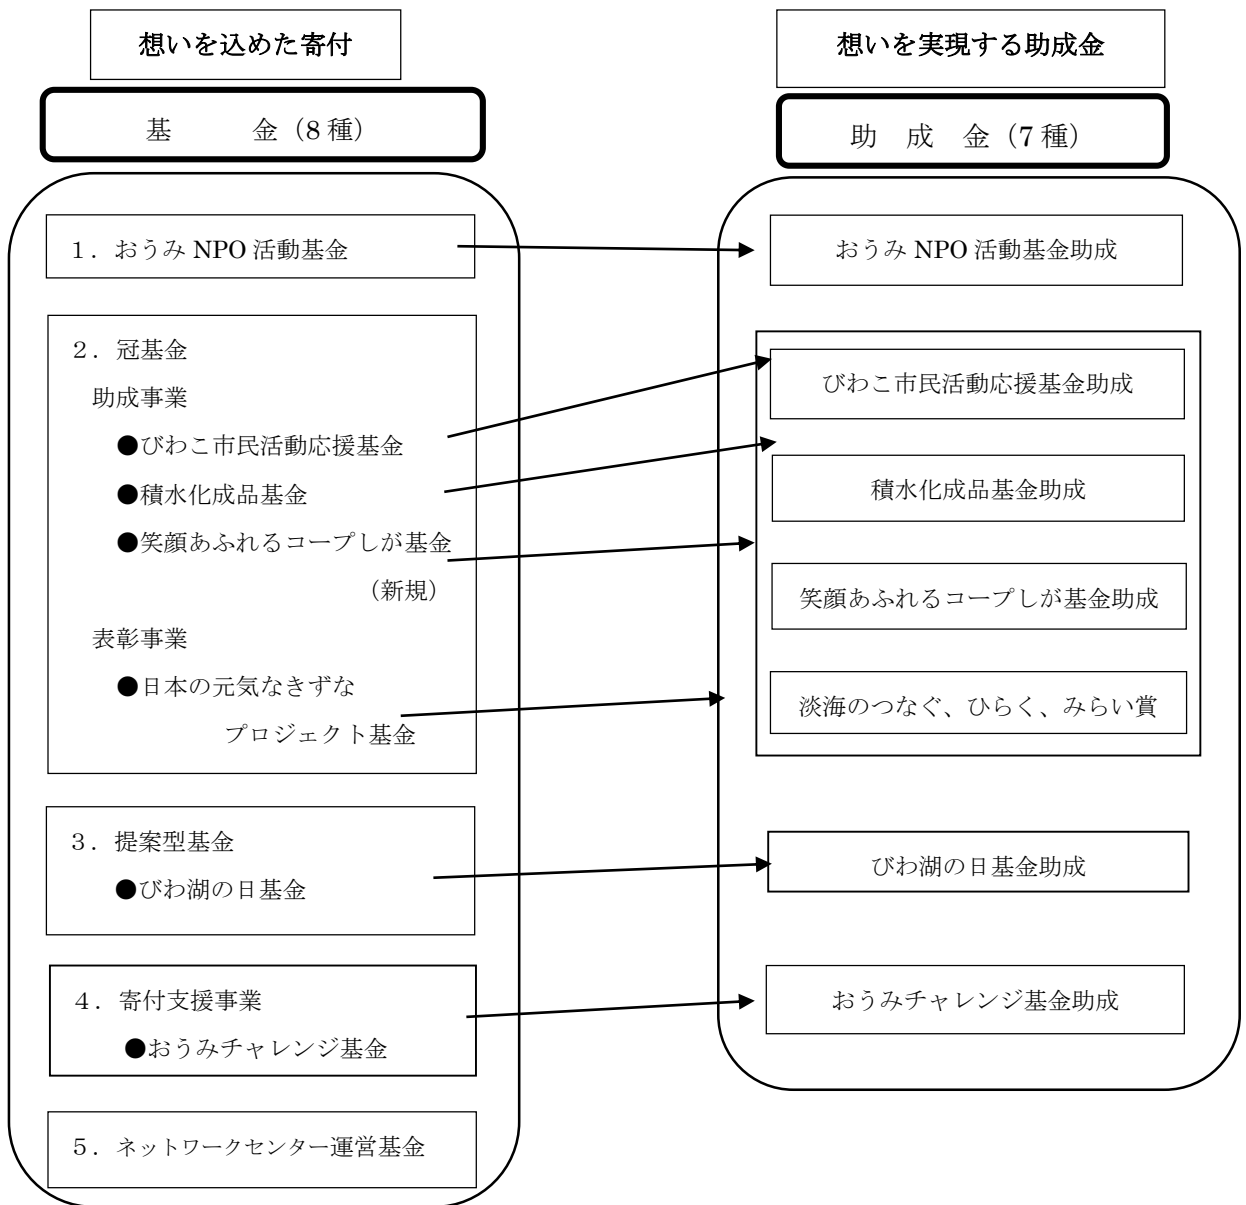 想いを込めた寄付
基　　　金（8種）
１．おうみ NPO 活動基金
２．冠基金
助成事業
●びわこ市民活動応援基金
●積水化成品基金
●笑顔あふれるコープしが基金
（新規）
表彰事業
●日本の元気なきずな
プロジェクト基金
３．提案型基金
●びわ湖の日基金
４．寄付支援事業
●おうみチャレンジ基金
５．ネットワークセンター運営基金
想いを実現する助成金
助　成　金（7種）
おうみ NPO 活動基金助成
びわこ市民活動応援基金助成
積水化成品基金助成
笑顔あふれるコープしが基金助成
淡海のつなぐ、ひらく、みらい賞
びわ湖の日基金助成
おうみチャレンジ基金助成